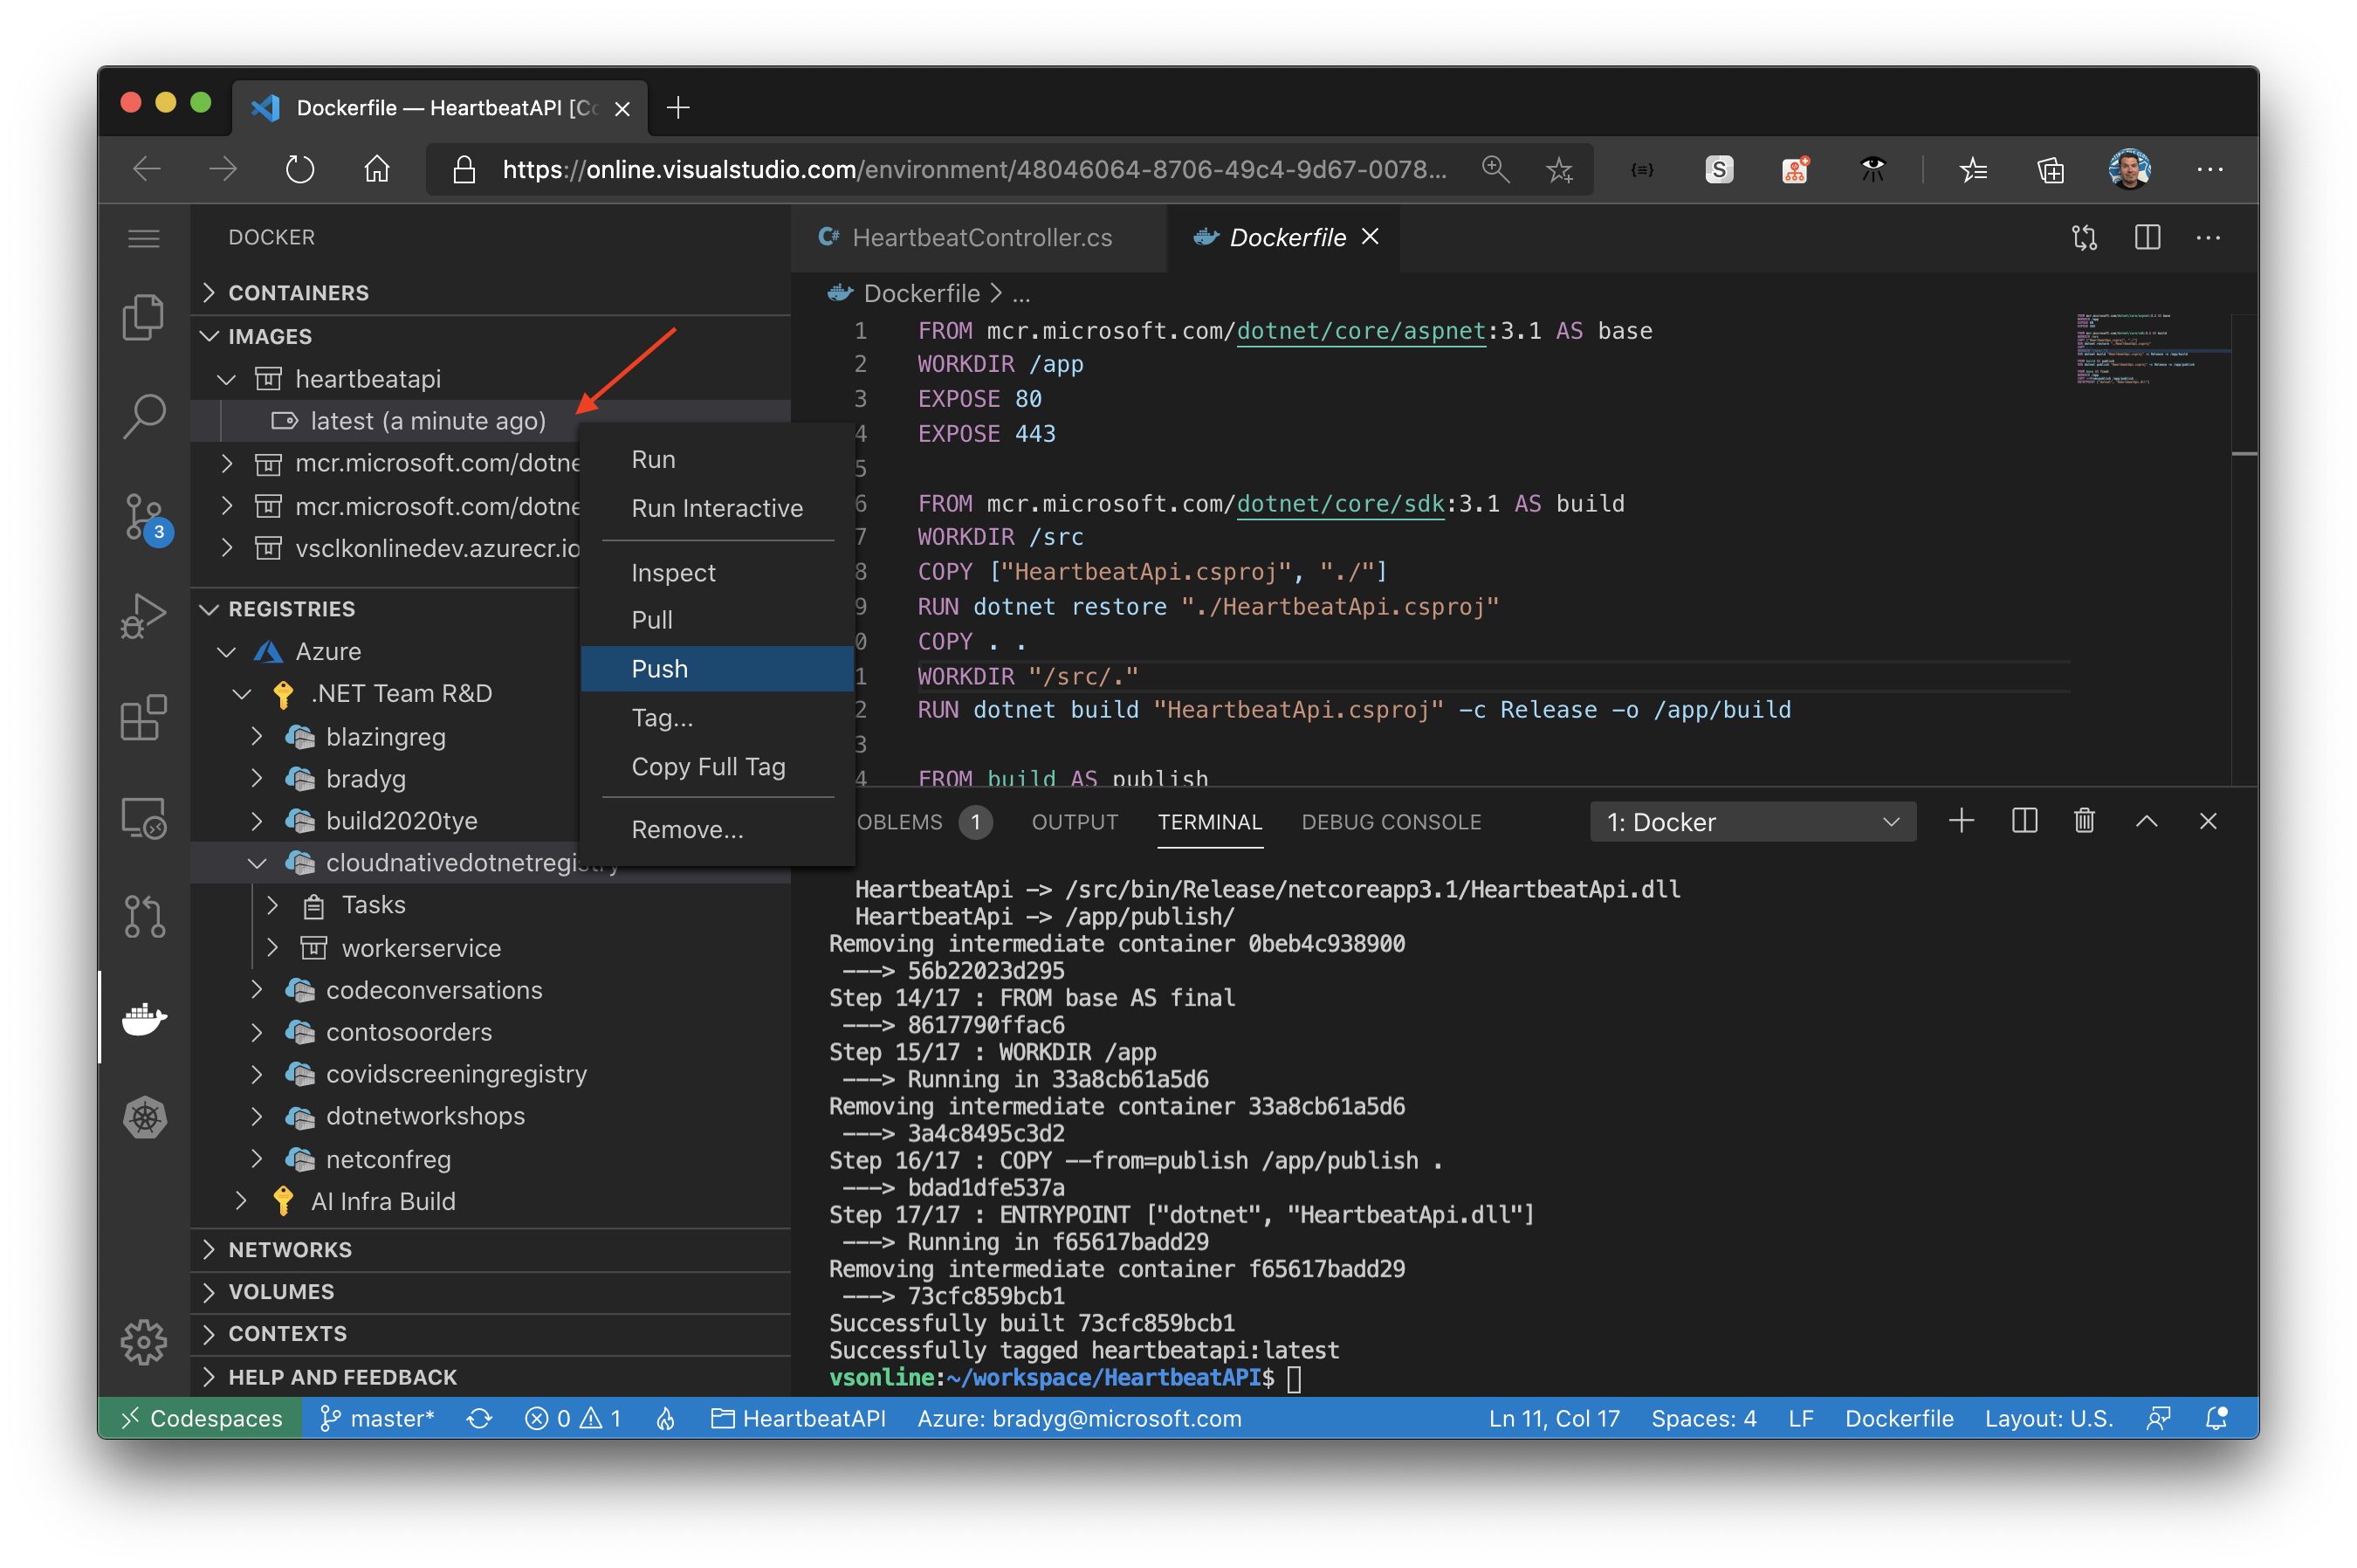 Dockerfile — HeartbeatAPI [Co
https://online.visualstudio.com/environment/48046064-8706-49c4-9d67-0078...
S
DOCKER
CONTAINERS
IMAGES
heartbeatapi
latest (a minute ago)
mcr.microsoft.com/dotne
mcr.microsoft.com/dotne
vsclkonlinedev.azurecr.io
3
REGISTRIES
Azure
.NET Team R&D
blazingreg
bradyg
build2020tye
cloudnativedotnetregistry
Tasks
workerservice
codeconversations
contosoorders
covidscreeningregistry
dotnetworkshops
netconfreg
AI Infra Build
NETWORKS
VOLUMES
CONTEXTS
HELP AND FEEDBACK
Run
Run Interactive
Inspect
Pull
Push
Tag...
Copy Full Tag
Remove...
C# HeartbeatController.cs
Dockerfile
Dockerfile > ...
1 FROM mcr.microsoft.com/dotnet/core/aspnet:3.1 AS base
2 WORKDIR /app
3 EXPOSE 80
4 EXPOSE 443
5
6 FROM mcr.microsoft.com/dotnet/core/sdk:3.1 AS build
7 WORKDIR /src
8 COPY ["HeartbeatApi.csproj", "./"]
9 RUN dotnet restore "./HeartbeatApi.csproj"
0 COPY . .
1 WORKDIR "/src/."
2 RUN dotnet build "HeartbeatApi.csproj" -c Release -o /app/build
3
4 FROM build AS publish
OBLEMS 1 OUTPUT TERMINAL DEBUG CONSOLE 1: Docker
HeartbeatApi -> /src/bin/Release/netcoreapp3.1/HeartbeatApi.dll
HeartbeatApi -> /app/publish/
Removing intermediate container 0beb4c938900
---> 56b22023d295
Step 14/17 : FROM base AS final
---> 8617790ffac6
Step 15/17 : WORKDIR /app
---> Running in 33a8cb61a5d6
Removing intermediate container 33a8cb61a5d6
---> 3a4c8495c3d2
Step 16/17 : COPY --from=publish /app/publish .
---> bdad1dfe537a
Step 17/17 : ENTRYPOINT ["dotnet", "HeartbeatApi.dll"]
---> Running in f65617badd29
Removing intermediate container f65617badd29
---> 73cfc859bcb1
Successfully built 73cfc859bcb1
Successfully tagged heartbeatapi:latest
vsonline:~/workspace/HeartbeatAPI$
Codespaces master* 0 1 HeartbeatAPI Azure: bradyg@microsoft.com Ln 11, Col 17 Spaces: 4 LF Dockerfile Layout: U.S.